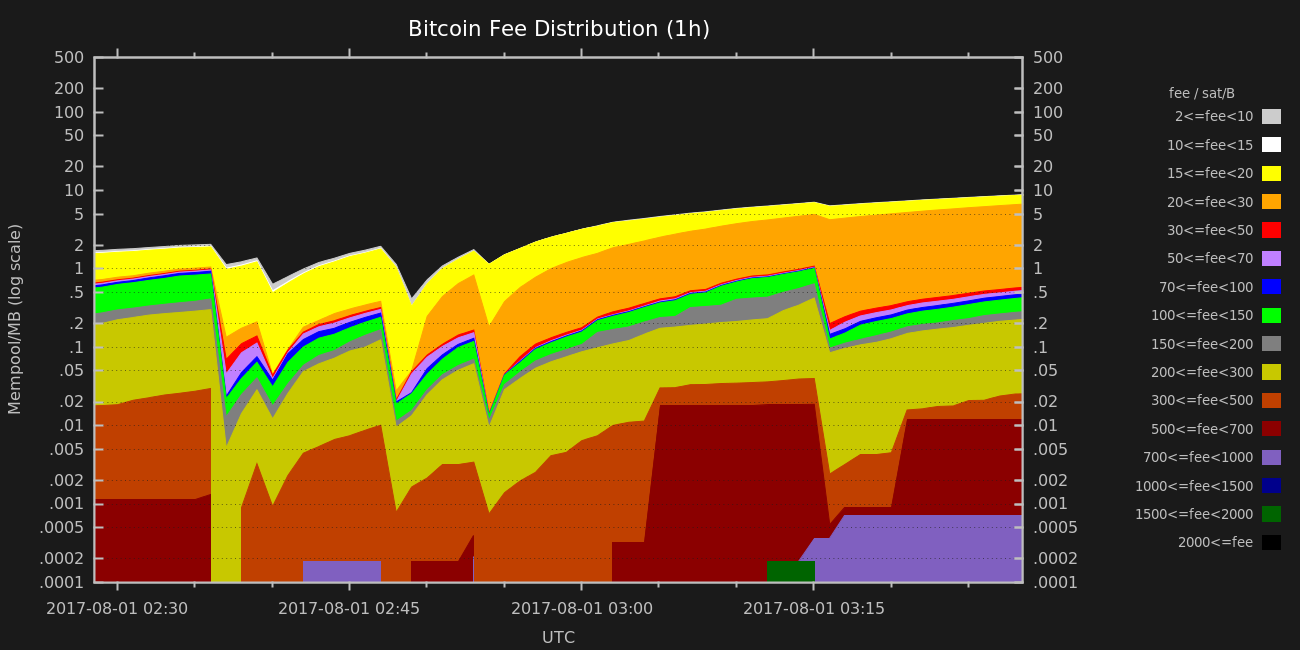 Bitcoin Fee Distribution (1h)
500 500
200 200
100 100
50 50
20 20
10 10
5 5
2 2
1 1
.5 .5
.2 .2
.1 .1
.05 .05
.02 .02
.01 .01
.005 .005
.002 .002
.001 .001
.0005 .0005
.0002 .0002
.0001 .0001
Mempool/MB (log scale)
2017-08-01 02:30 2017-08-01 02:45 2017-08-01 03:00 2017-08-01 03:15
UTC
fee / sat/B
2<=fee<10
10<=fee<15
15<=fee<20
20<=fee<30
30<=fee<50
50<=fee<70
70<=fee<100
100<=fee<150
150<=fee<200
200<=fee<300
300<=fee<500
500<=fee<700
700<=fee<1000
1000<=fee<1500
1500<=fee<2000
2000<=fee